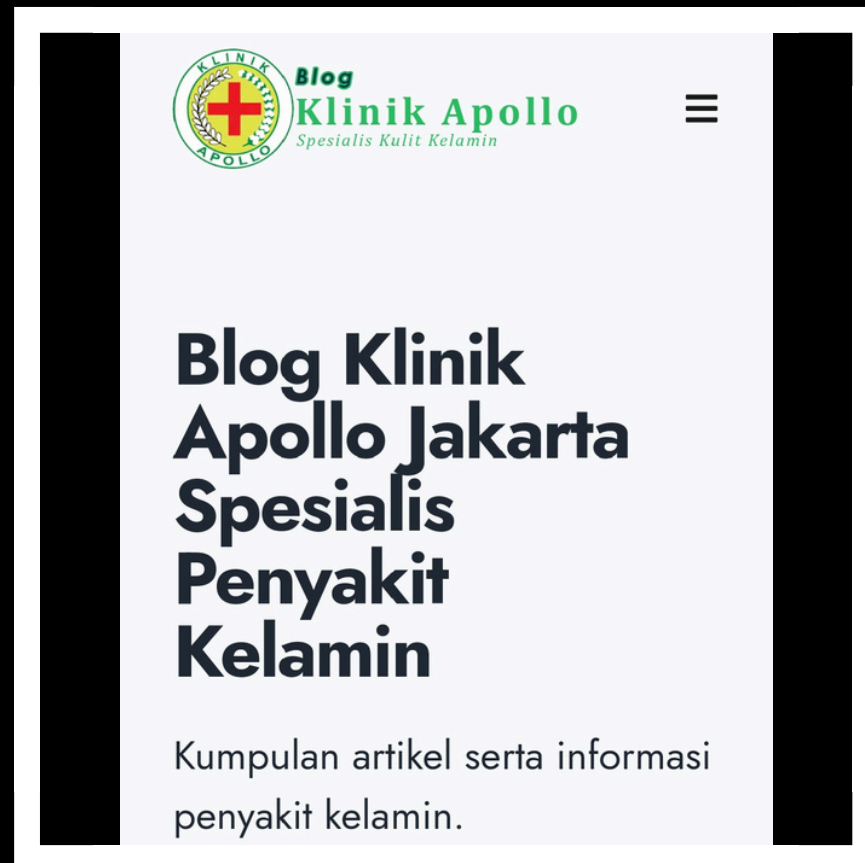 KLINIK
APOLLO
Blog
Klinik Apollo
Spesialis Kulit Kelamin
Blog Klinik
Apollo Jakarta
Spesialis
Penyakit
Kelamin
Kumpulan artikel serta informasi
penyakit kelamin.